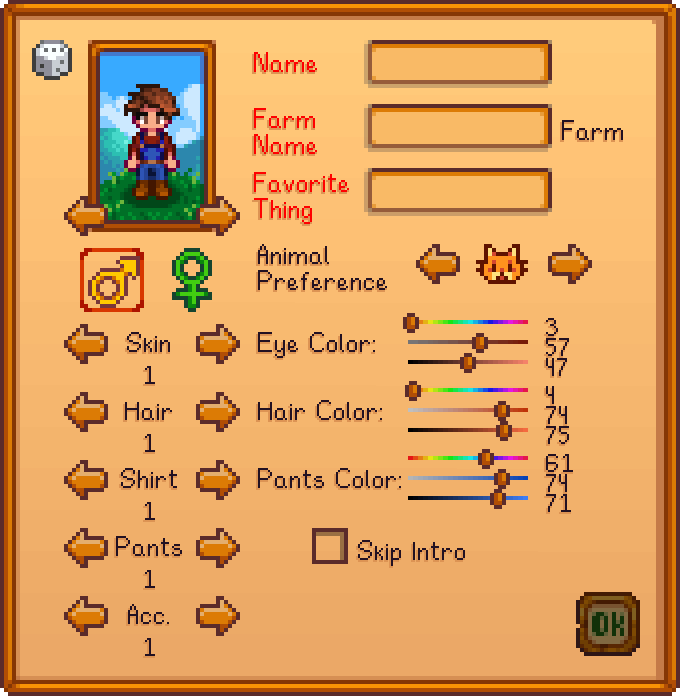 Name
Farm
Name
Farm
Favorite
Thing
Animal
Preference
Skin
1
Eye Color:
3
57
47
Hair
1
Hair Color:
4
74
75
Shirt
1
Pants Color:
61
74
71
Pants
1
Skip Intro
Acc.
1
OK